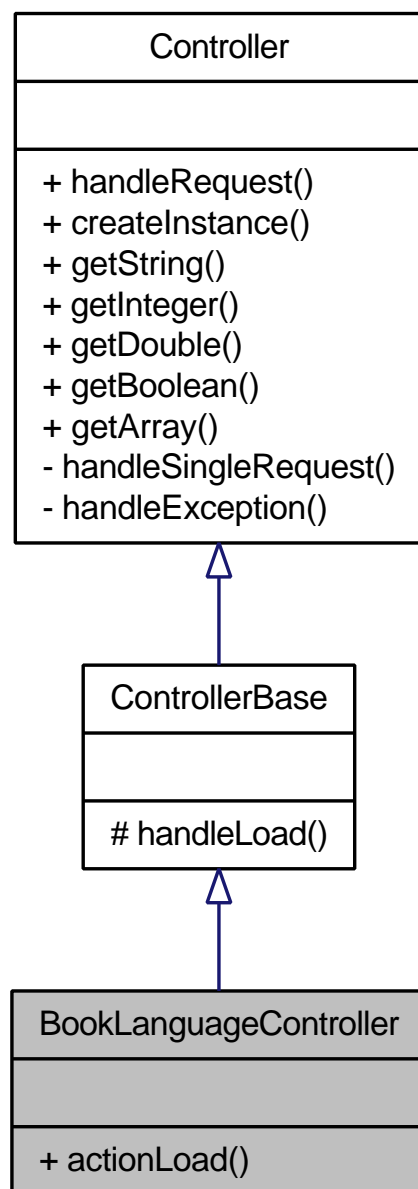 Controller
+ handleRequest()
+ createInstance()
+ getString()
+ getInteger()
+ getDouble()
+ getBoolean()
+ getArray()
- handleSingleRequest()
- handleException()
ControllerBase
# handleLoad()
BookLanguageController
+ actionLoad()